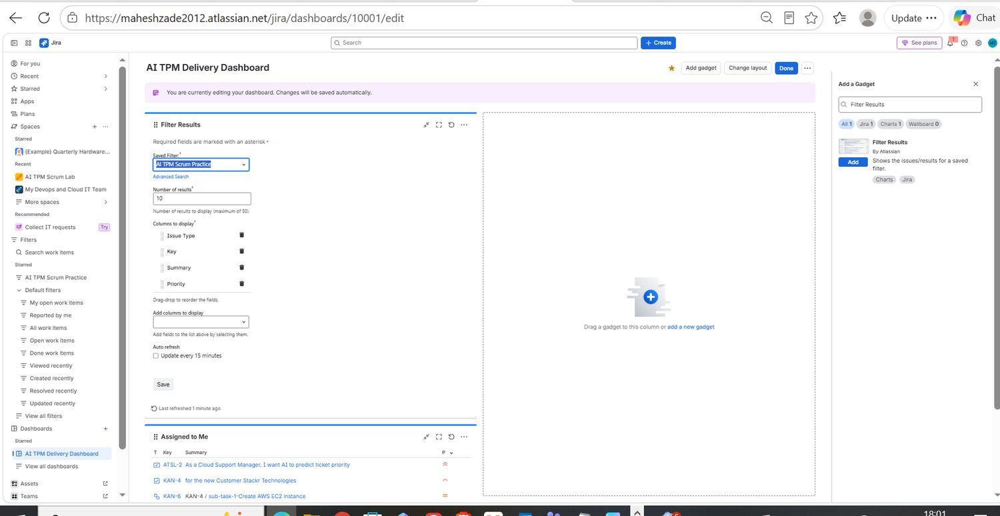 https://maheshzade2012.atlassian.net/jira/dashboards/10001/edit
Update
Chat
Jira
Search
Create
See plans
1
MZ
For you
Recent
Starred
Apps
Plans
Spaces
Starred
(Example) Quarterly Hardware...
Recent
AI TPM Scrum Lab
My Devops and Cloud IT Team
More spaces
Recommended
Collect IT requests Try
Filters
Search work items
Starred
AI TPM Scrum Practice
Default filters
My open work items
Reported by me
All work items
Open work items
Done work items
Viewed recently
Created recently
Resolved recently
Updated recently
View all filters
Dashboards
Starred
AI TPM Delivery Dashboard
View all dashboards
Assets
Teams
AI TPM Delivery Dashboard
Add gadget
Change layout
Done
You are currently editing your dashboard. Changes will be saved automatically.
Filter Results
Required fields are marked with an asterisk *
Saved Filter:*
AI TPM Scrum Practice
Advanced Search
Number of results*
10
Number of results to display (maximum of 50).
Columns to display*
Issue Type
Key
Summary
Priority
Drag-drop to reorder the fields.
Add columns to display
Add fields to the list above by selecting them.
Auto refresh
Update every 15 minutes
Save
Last refreshed 1 minute ago
Assigned to Me
T Key Summary P
ATSL-2 As a Cloud Support Manager, I want AI to predict ticket priority
KAN-4 for the new Customer Stackr Technologies
KAN-6 KAN-4 / sub-task-1-Create AWS EC2 instance
Drag a gadget to this column or add a new gadget
Add a Gadget
Filter Results
All 1 Jira 1 Charts 1 Wallboard 0
Filter Results
By Atlassian
Add
Shows the issues/results for a saved
filter.
Charts Jira
18:01